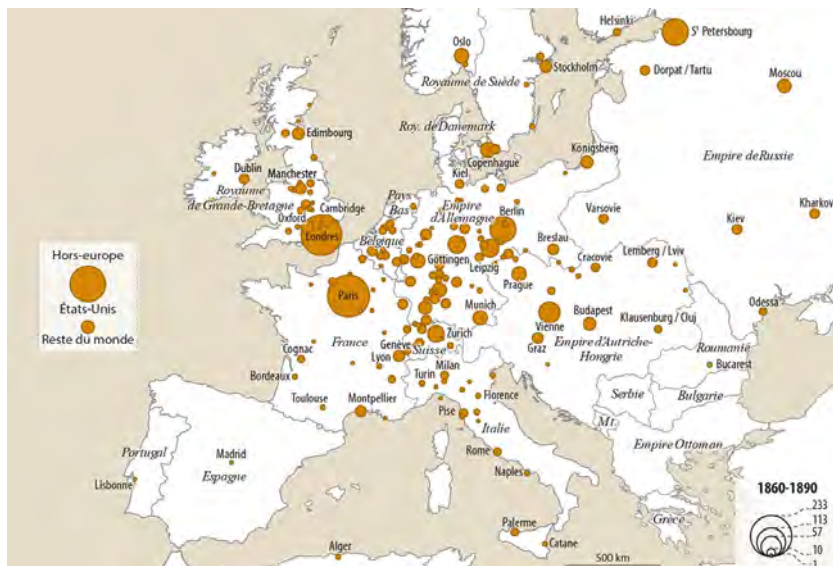 Helsinki
St Petersbourg
Oslo
Stockholm
Dorpat / Tartu
Moscou
Royaume de Suède
Roy. de Danemark
Edimbourg
Copenhague
Königsberg
Empire de Russie
Dublin
Manchester
Kiel
Royaume
de Grande-Bretagne
Pays
Bas
Empire
d'Allemagne
Berlin
Varsovie
Kharkov
Kiev
Oxford
Cambridge
Londres
Belgique
Göttingen
Leipzig
Breslau
Cracovie
Lemberg / Lviv
Hors-europe
États-Unis
Reste du monde
Paris
Prague
Munich
Vienne
Budapest
Klausenburg / Cluj
Odessa
France
Genève
Suisse
Zurich
Graz
Empire d'Autriche-
Hongrie
Roumanie
Bucarest
Cognac
Lyon
Milan
Turin
Bordeaux
Toulouse
Montpellier
Pise
Florence
Italie
Serbie
Bulgarie
Mt.
Empire Ottoman
Portugal
Madrid
Espagne
Lisbonne
Rome
Naples
Grèce
Palerme
Catane
Alger
500 km
1860-1890
233
113
57
10
1